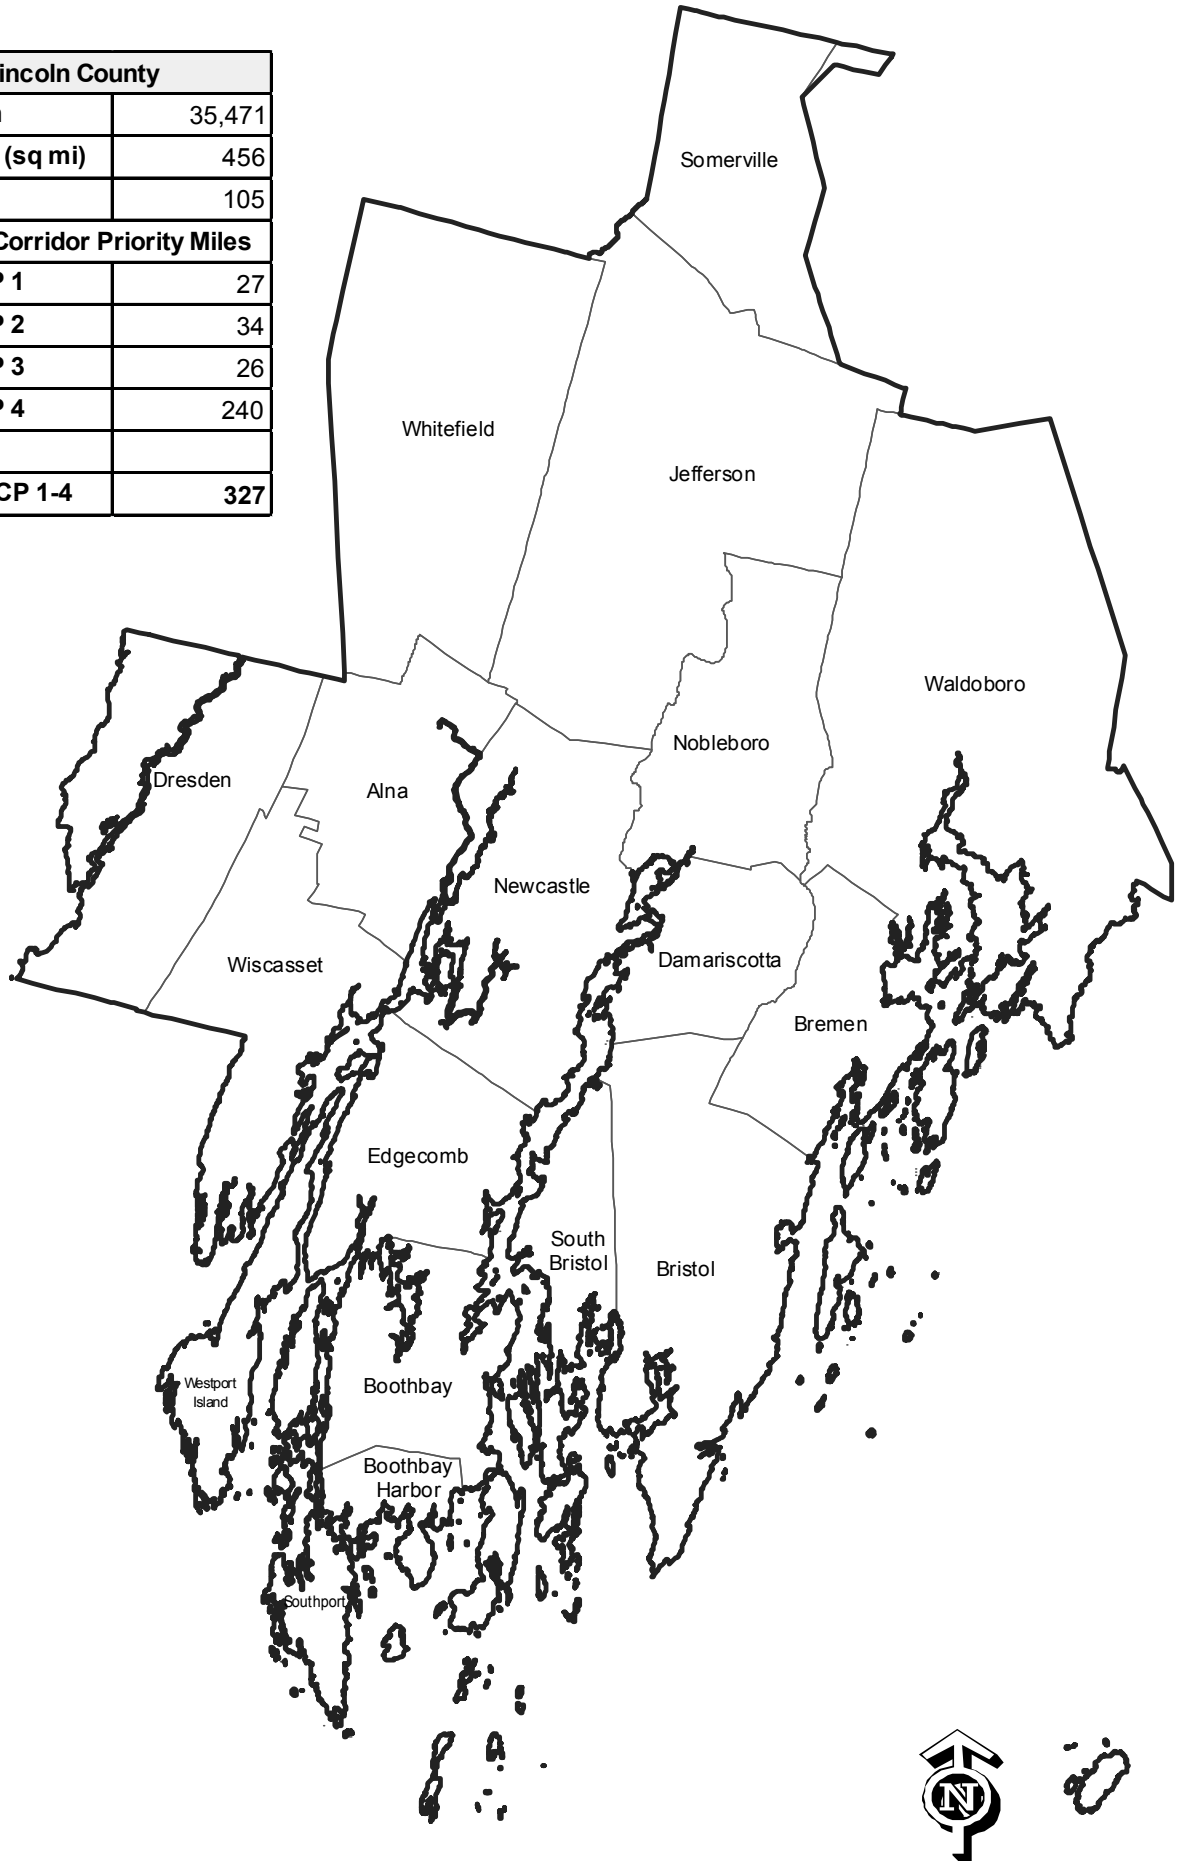 incoln County
35,471
(sq mi) 456
105
Corridor Priority Miles
P 1 27
P 2 34
P 3 26
P 4 240
CP 1-4 327
Somerville
Whitefield
Jefferson
Waldoboro
Nobleboro
Dresden
Alna
Newcastle
Damariscotta
Wiscasset
Bremen
Edgecomb
South
Bristol
Bristol
Westport
Island
Boothbay
Boothbay
Harbor
Southport
N